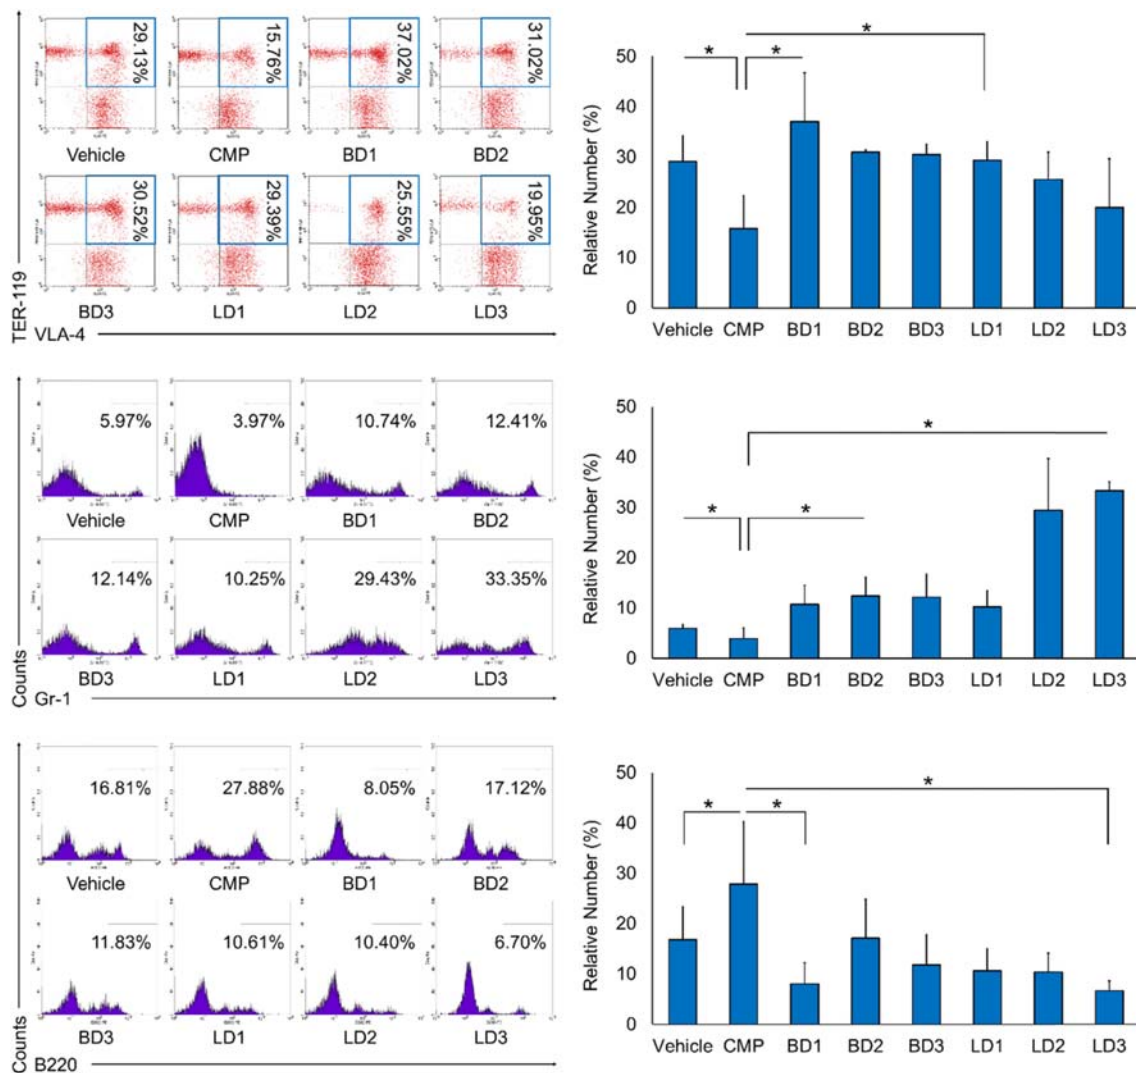 29.13%
15.76%
37.02%
31.02%
Vehicle
CMP
BD1
BD2
30.52%
29.39%
25.55%
19.95%
BD3
LD1
LD2
LD3
TER-119
VLA-4
50
40
30
20
10
0
Relative Number (%)
*
*
*
Vehicle CMP BD1 BD2 BD3 LD1 LD2 LD3
5.97%
3.97%
10.74%
12.41%
Vehicle
CMP
BD1
BD2
12.14%
10.25%
29.43%
33.35%
BD3
LD1
LD2
LD3
Counts
Gr-1
50
40
30
20
10
0
Relative Number (%)
*
*
*
Vehicle CMP BD1 BD2 BD3 LD1 LD2 LD3
16.81%
27.88%
8.05%
17.12%
Vehicle
CMP
BD1
BD2
11.83%
10.61%
10.40%
6.70%
BD3
LD1
LD2
LD3
Counts
B220
50
40
30
20
10
0
Relative Number (%)
*
*
*
Vehicle CMP BD1 BD2 BD3 LD1 LD2 LD3